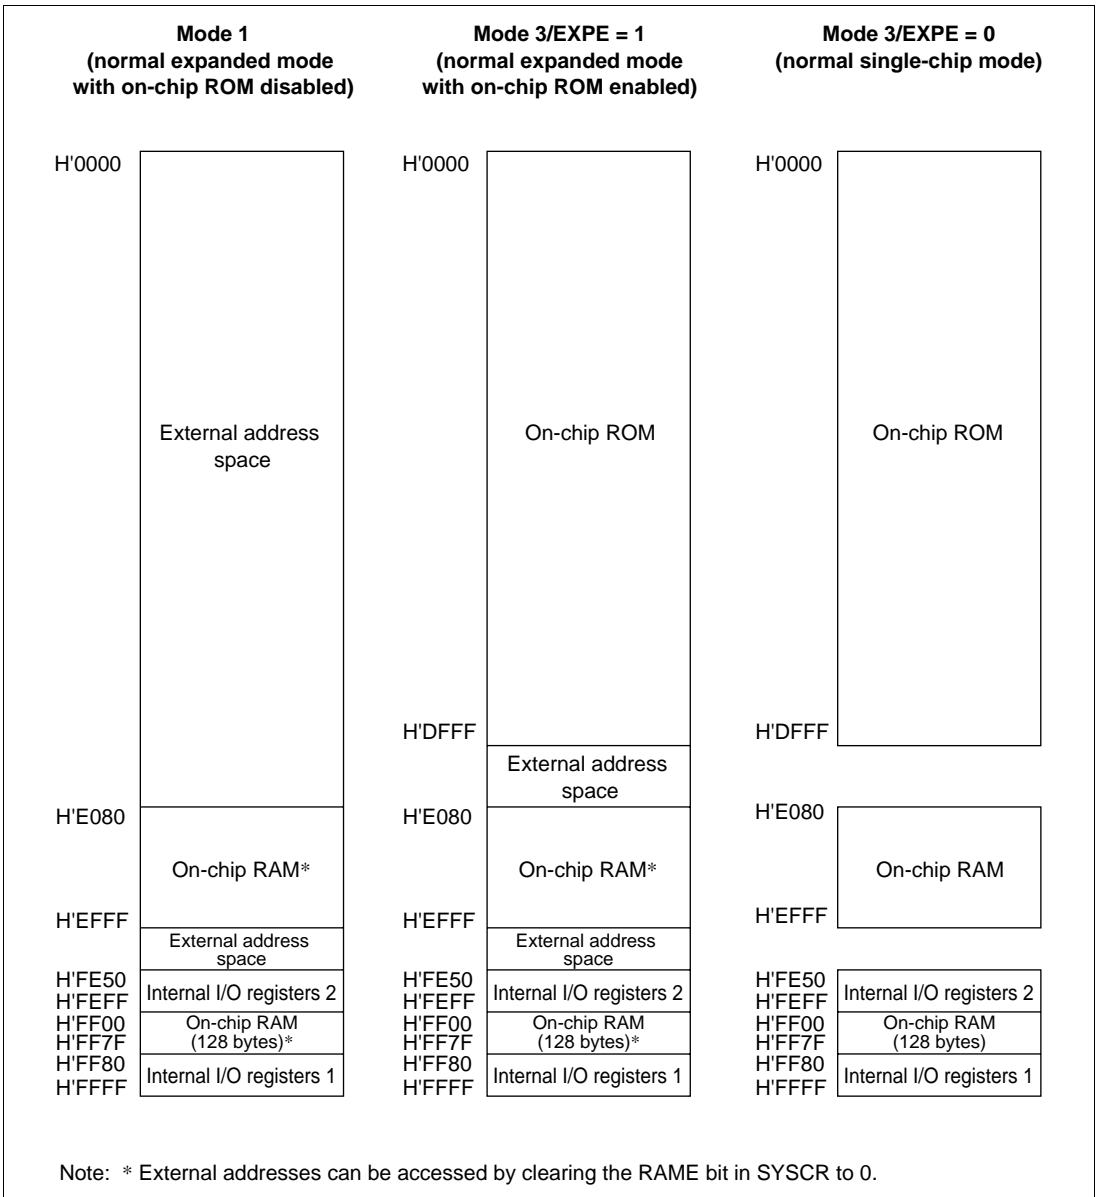 Mode 1
(normal expanded mode
with on-chip ROM disabled)
H'0000
External address
space
H'E080
On-chip RAM*
H'EFFF
External address
space
H'FE50
Internal I/O registers 2
H'FEFF
H'FF00
On-chip RAM
(128 bytes)*
H'FF7F
H'FF80
Internal I/O registers 1
H'FFFF
Mode 3/EXPE = 1
(normal expanded mode
with on-chip ROM enabled)
H'0000
On-chip ROM
H'DFFF
External address
space
H'E080
On-chip RAM*
H'EFFF
External address
space
H'FE50
Internal I/O registers 2
H'FEFF
H'FF00
On-chip RAM
(128 bytes)*
H'FF7F
H'FF80
Internal I/O registers 1
H'FFFF
Mode 3/EXPE = 0
(normal single-chip mode)
H'0000
On-chip ROM
H'DFFF
H'E080
On-chip RAM
H'EFFF
H'FE50
Internal I/O registers 2
H'FEFF
H'FF00
On-chip RAM
(128 bytes)
H'FF7F
H'FF80
Internal I/O registers 1
H'FFFF
Note: * External addresses can be accessed by clearing the RAME bit in SYSCR to 0.